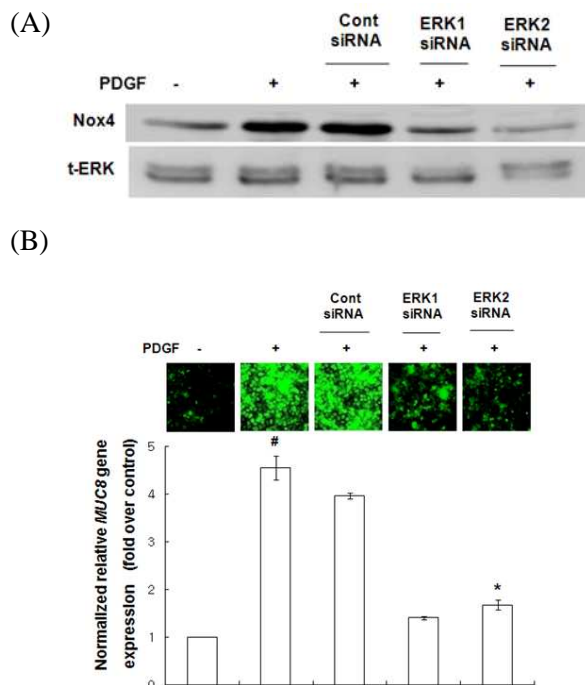 (A)
Cont ERK1 ERK2
siRNA siRNA siRNA
PDGF - + + + +
Nox4
t-ERK
(B)
Cont ERK1 ERK2
siRNA siRNA siRNA
PDGF - + + + +
Normalized relative MUC8 gene
expression (fold over control)
5
4
3
2
1
0
#
*